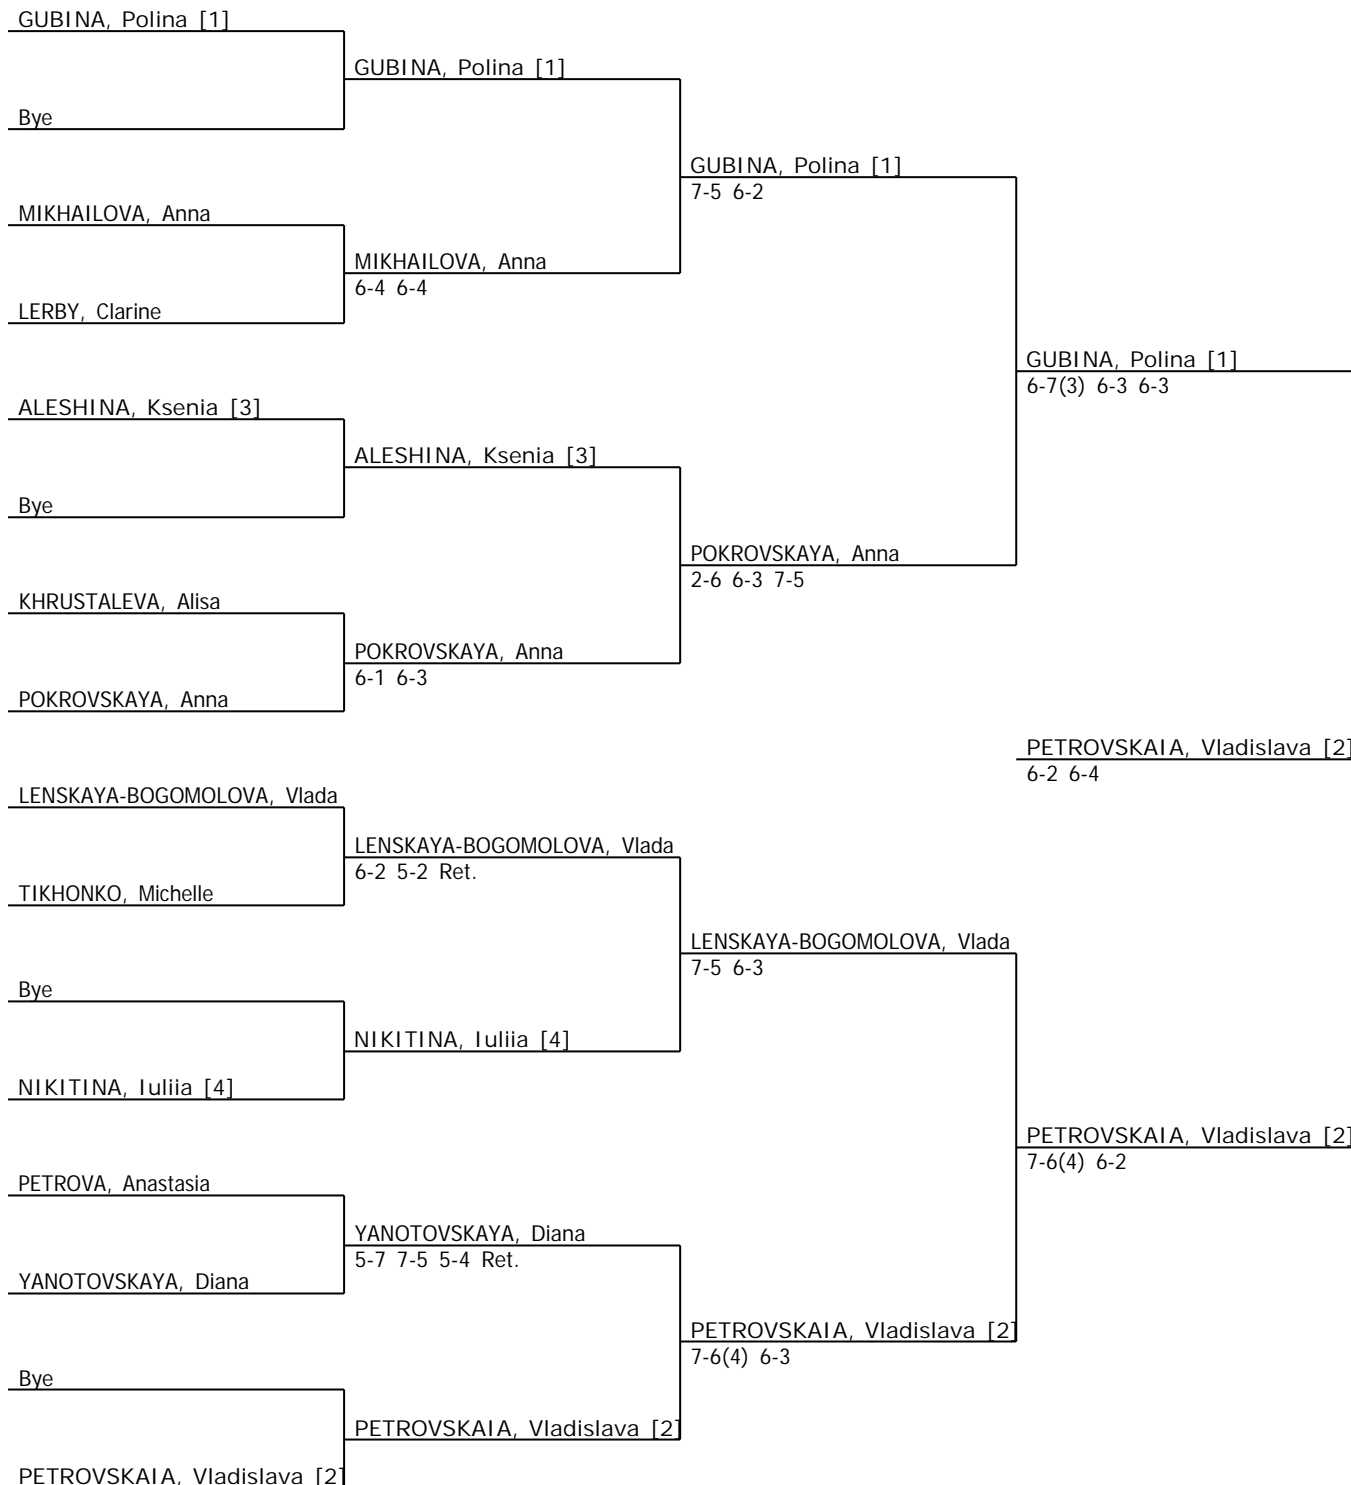 GUBINA, Polina [1]
GUBINA, Polina [1]
Bye
GUBINA, Polina [1]
7-5 6-2
MIKHAILOVA, Anna
MIKHAILOVA, Anna
6-4 6-4
LERBY, Clarine
GUBINA, Polina [1]
6-7(3) 6-3 6-3
ALESHINA, Ksenia [3]
ALESHINA, Ksenia [3]
Bye
POKROVSKAYA, Anna
2-6 6-3 7-5
KHRUSTALEVA, Alisa
POKROVSKAYA, Anna
6-1 6-3
POKROVSKAYA, Anna
PETROVSKAIA, Vladislava [2]
6-2 6-4
LENSKAYA-BOGOMOLOVA, Vlada
LENSKAYA-BOGOMOLOVA, Vlada
6-2 5-2 Ret.
TIKHONKO, Michelle
LENSKAYA-BOGOMOLOVA, Vlada
7-5 6-3
Bye
NIKITINA, Iuliia [4]
NIKITINA, Iuliia [4]
PETROVSKAIA, Vladislava [2]
7-6(4) 6-2
PETROVA, Anastasia
YANOTOVSKAYA, Diana
5-7 7-5 5-4 Ret.
YANOTOVSKAYA, Diana
PETROVSKAIA, Vladislava [2]
7-6(4) 6-3
Bye
PETROVSKAIA, Vladislava [2]
PETROVSKAIA, Vladislava [2]